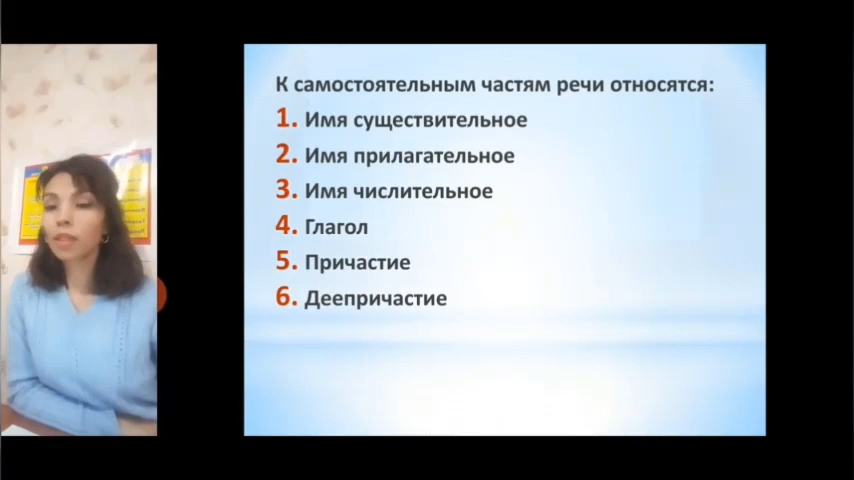 К самостоятельным частям речи относятся:
1. Имя существительное
2. Имя прилагательное
3. Имя числительное
4. Глагол
5. Причастие
6. Деепричастие